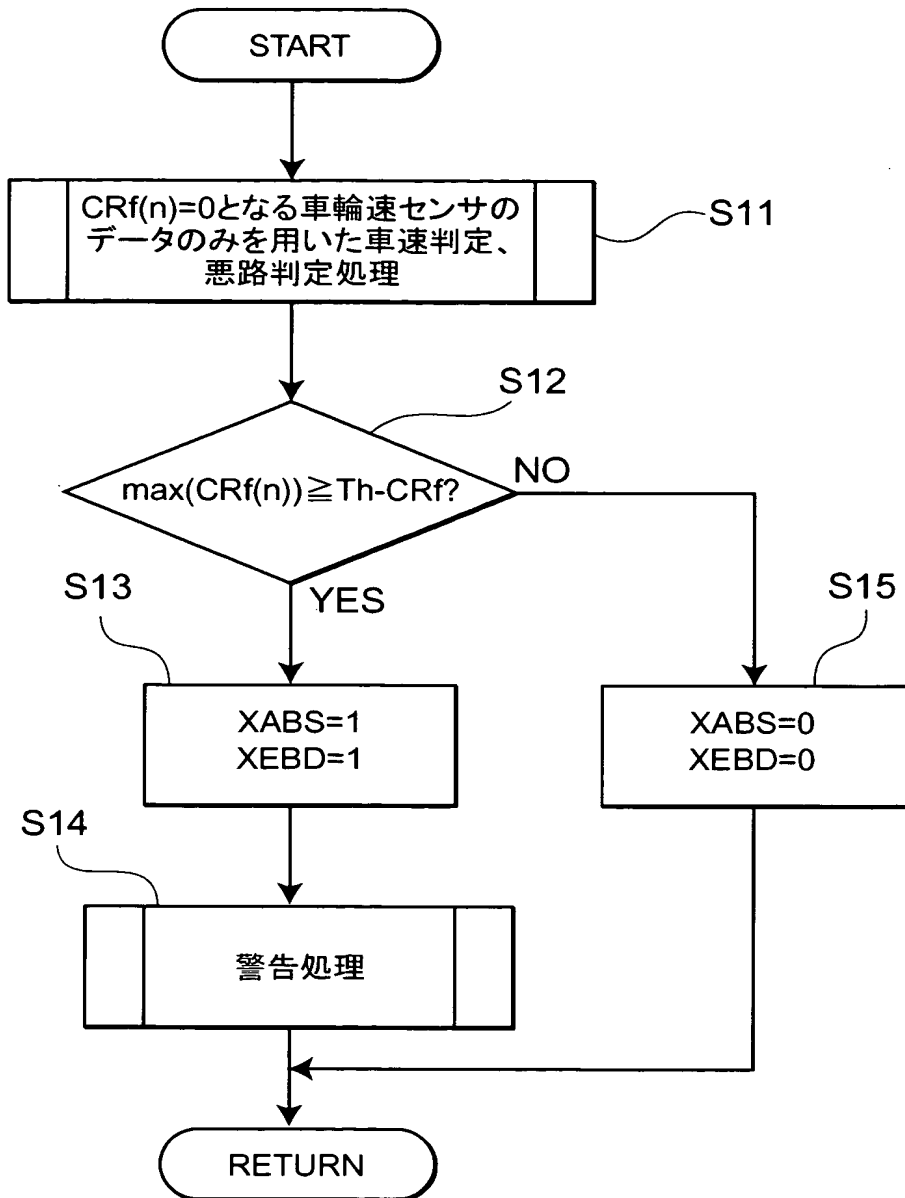 START
CRf(n)=0となる車輪速センサの
データのみを用いた車速判定、
悪路判定処理
S11
S12
max(CRf(n))≧Th-CRf?
NO
YES
S13
XABS=1
XEBD=1
S15
XABS=0
XEBD=0
S14
警告処理
RETURN